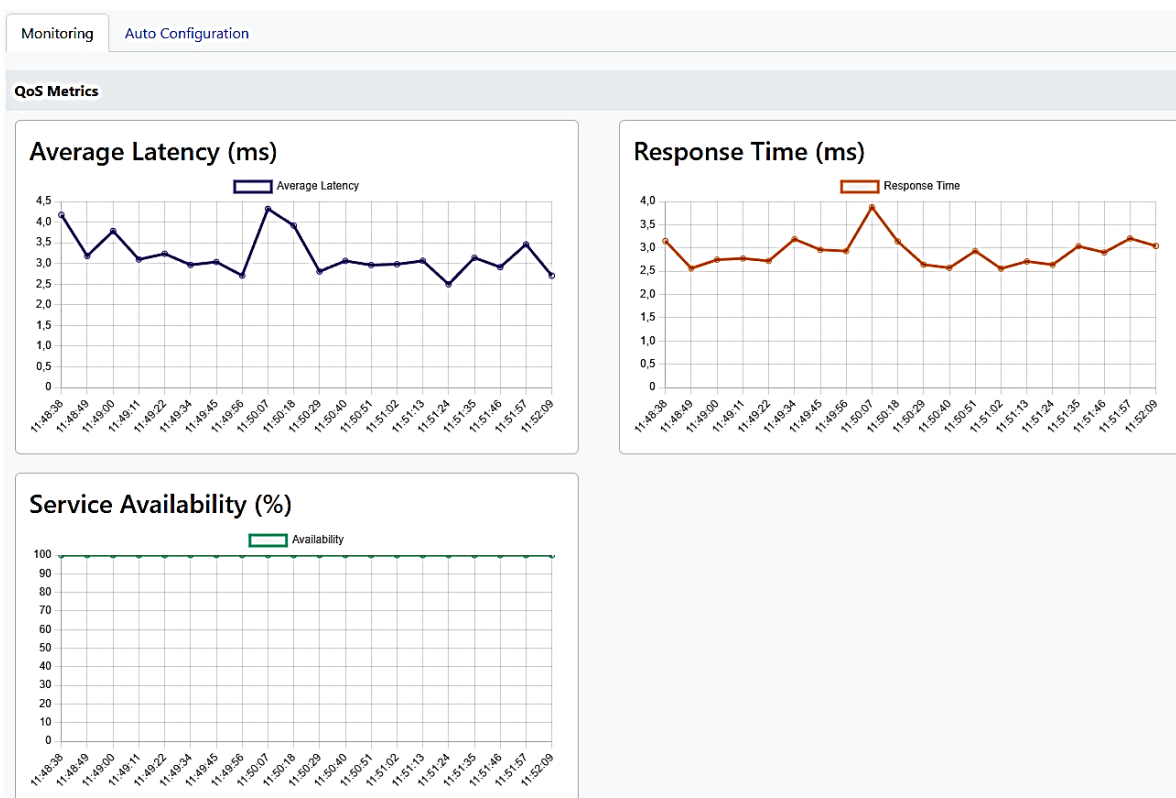 Monitoring Auto Configuration
QoS Metrics
Average Latency (ms)
Average Latency
4,5
4,0
3,5
3,0
2,5
2,0
1,5
1,0
0,5
0
11:48:38 11:48:49 11:49:00 11:49:11 11:49:22 11:49:34 11:49:45 11:49:56 11:50:07 11:50:18 11:50:29 11:50:40 11:50:51 11:51:02 11:51:13 11:51:24 11:51:35 11:51:46 11:51:57 11:52:09
Response Time (ms)
Response Time
4,0
3,5
3,0
2,5
2,0
1,5
1,0
0,5
0
11:48:38 11:48:49 11:49:00 11:49:11 11:49:22 11:49:34 11:49:45 11:49:56 11:50:07 11:50:18 11:50:29 11:50:40 11:50:51 11:51:02 11:51:13 11:51:24 11:51:35 11:51:46 11:51:57 11:52:09
Service Availability (%)
Availability
100
90
80
70
60
50
40
30
20
10
0
11:48:38 11:48:49 11:49:00 11:49:11 11:49:22 11:49:34 11:49:45 11:49:56 11:50:07 11:50:18 11:50:29 11:50:40 11:50:51 11:51:02 11:51:13 11:51:24 11:51:35 11:51:46 11:51:57 11:52:09